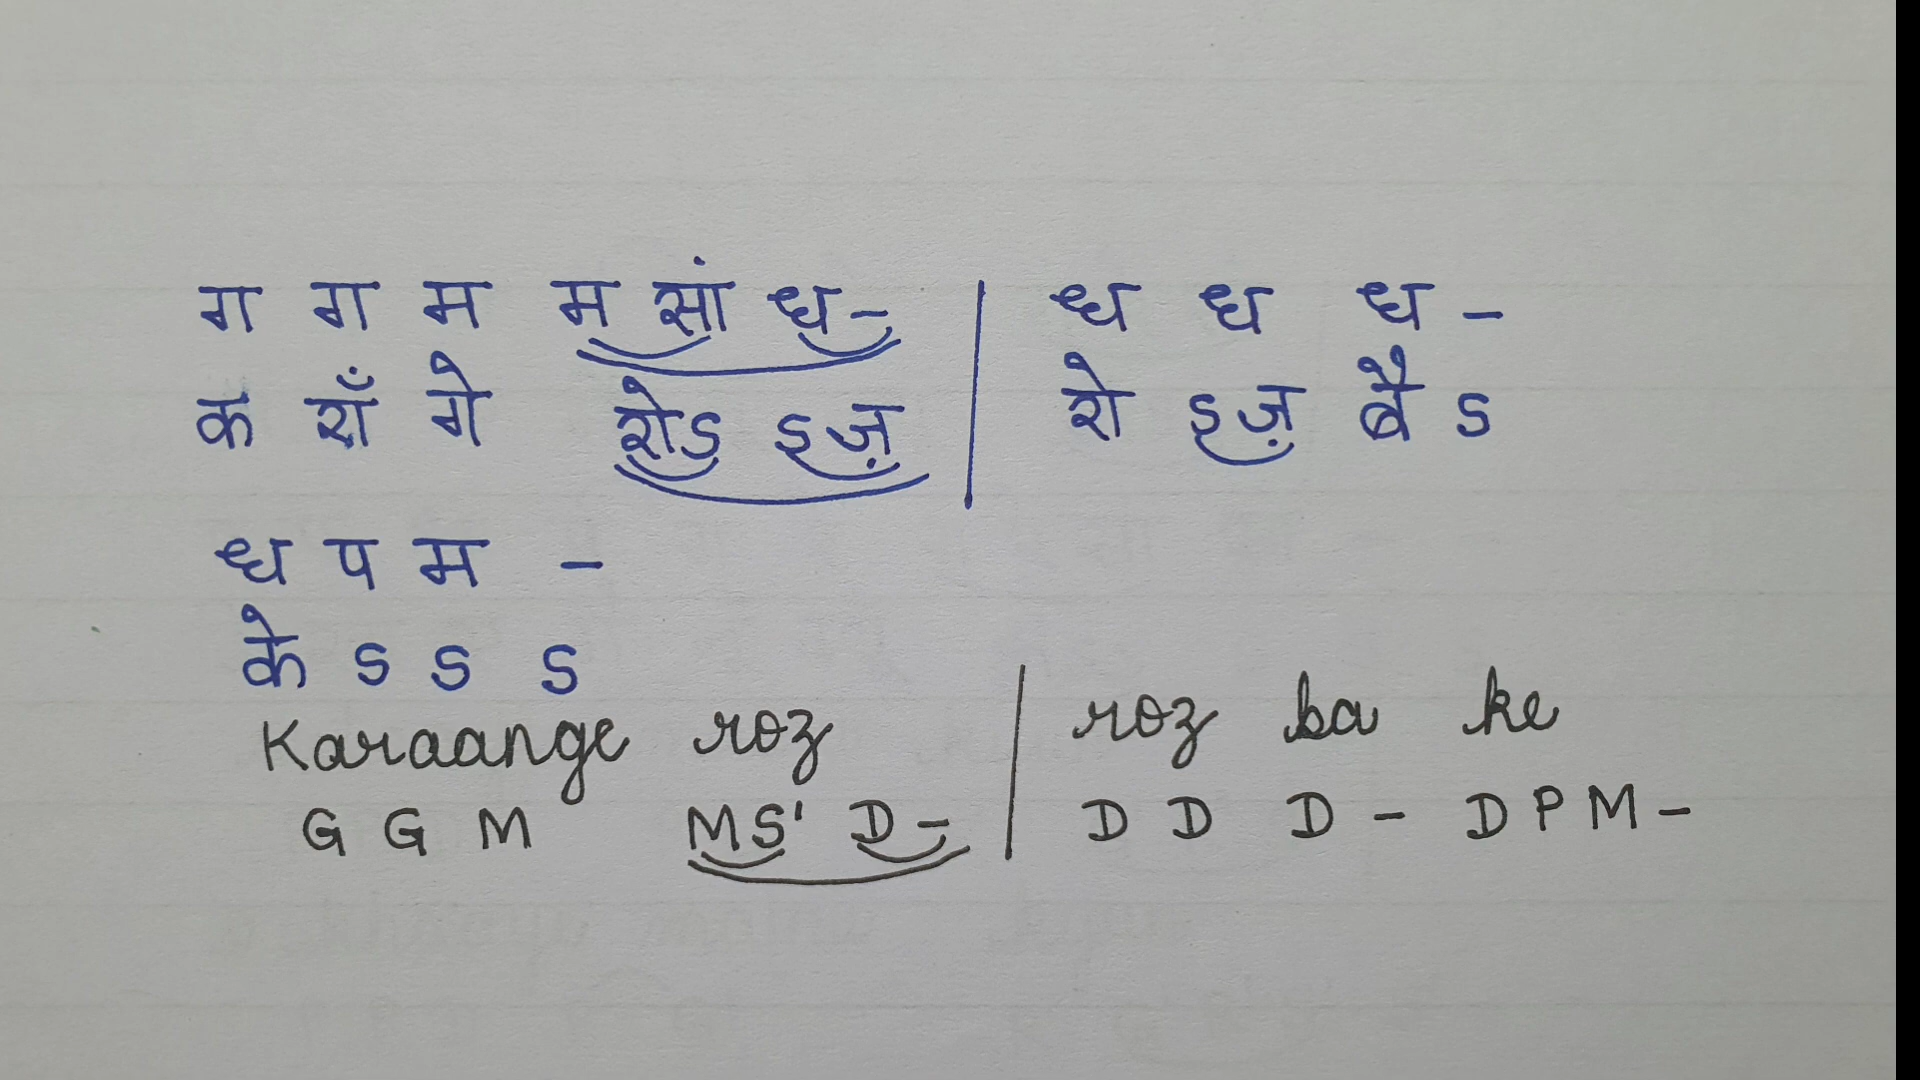 ग ग म म सां ध- | ध ध ध -
क राँ गे रोऽ ऽज़ | रो ऽज़ बै ऽ
ध प म -
के ऽ ऽ ऽ
Karaange roz | roz ba ke
G G M MS' D- | D D D - D P M -